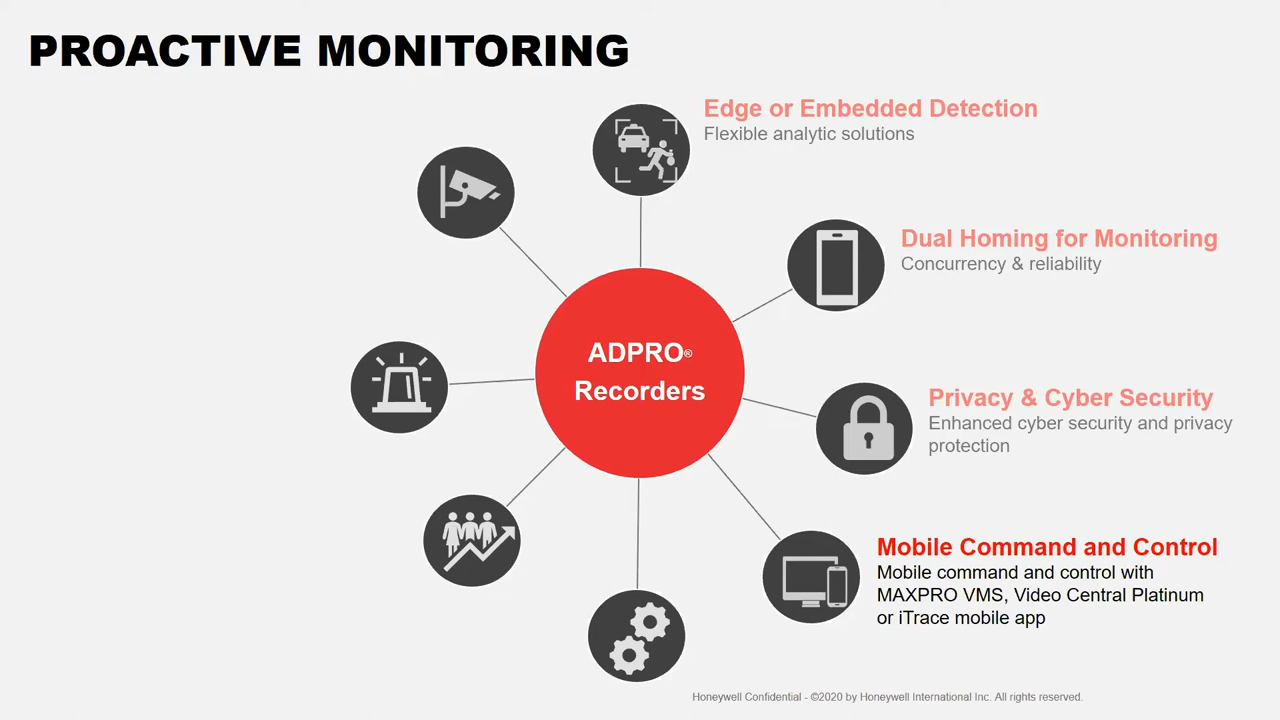 PROACTIVE MONITORING
Edge or Embedded Detection
Flexible analytic solutions
Dual Homing for Monitoring
Concurrency & reliability
ADPRO®
Recorders
Privacy & Cyber Security
Enhanced cyber security and privacy
protection
Mobile Command and Control
Mobile command and control with
MAXPRO VMS, Video Central Platinum
or iTrace mobile app
Honeywell Confidential - ©2020 by Honeywell International Inc. All rights reserved.